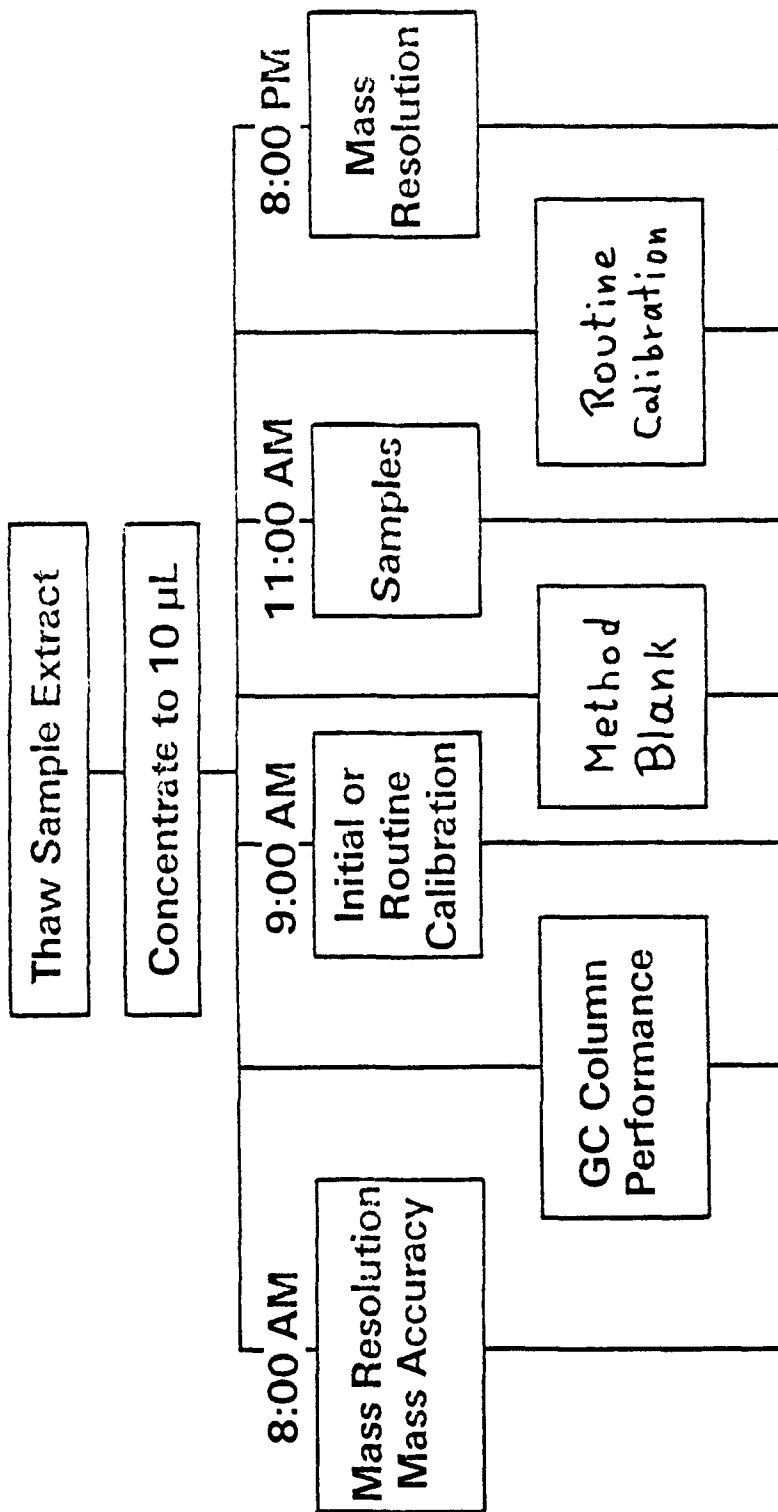 Thaw Sample Extract
Concentrate to 10 µL
8:00 AM
Mass Resolution
Mass Accuracy
GC Column
Performance
9:00 AM
Initial or
Routine
Calibration
Method
Blank
11:00 AM
Samples
Routine
Calibration
8:00 PM
Mass
Resolution